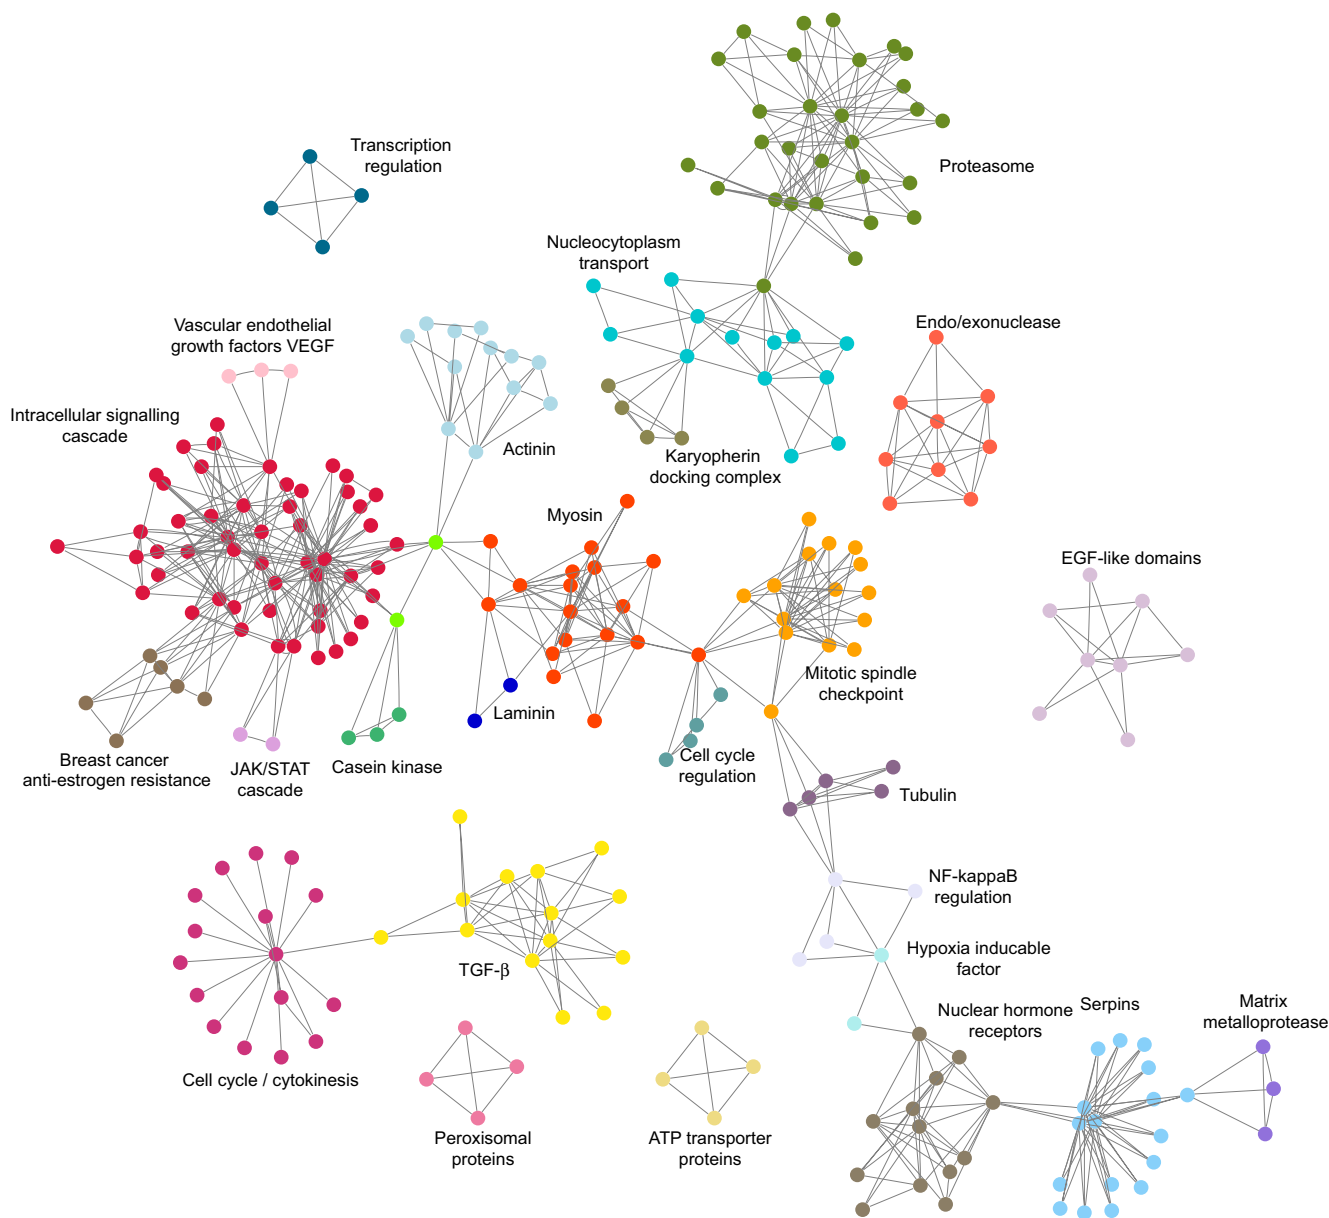 Transcription
regulation
Proteasome
Nucleocytoplasm
transport
Vascular endothelial
growth factors VEGF
Endo/exonuclease
Intracellular signalling
cascade
Actinin
Karyopherin
docking complex
Myosin
EGF-like domains
Mitotic spindle
checkpoint
Laminin
Cell cycle
regulation
Breast cancer
anti-estrogen resistance
JAK/STAT
cascade
Casein kinase
Tubulin
NF-kappaB
regulation
TGF-β
Hypoxia inducable
factor
Nuclear hormone
receptors
Serpins
Matrix
metalloprotease
Cell cycle / cytokinesis
Peroxisomal
proteins
ATP transporter
proteins